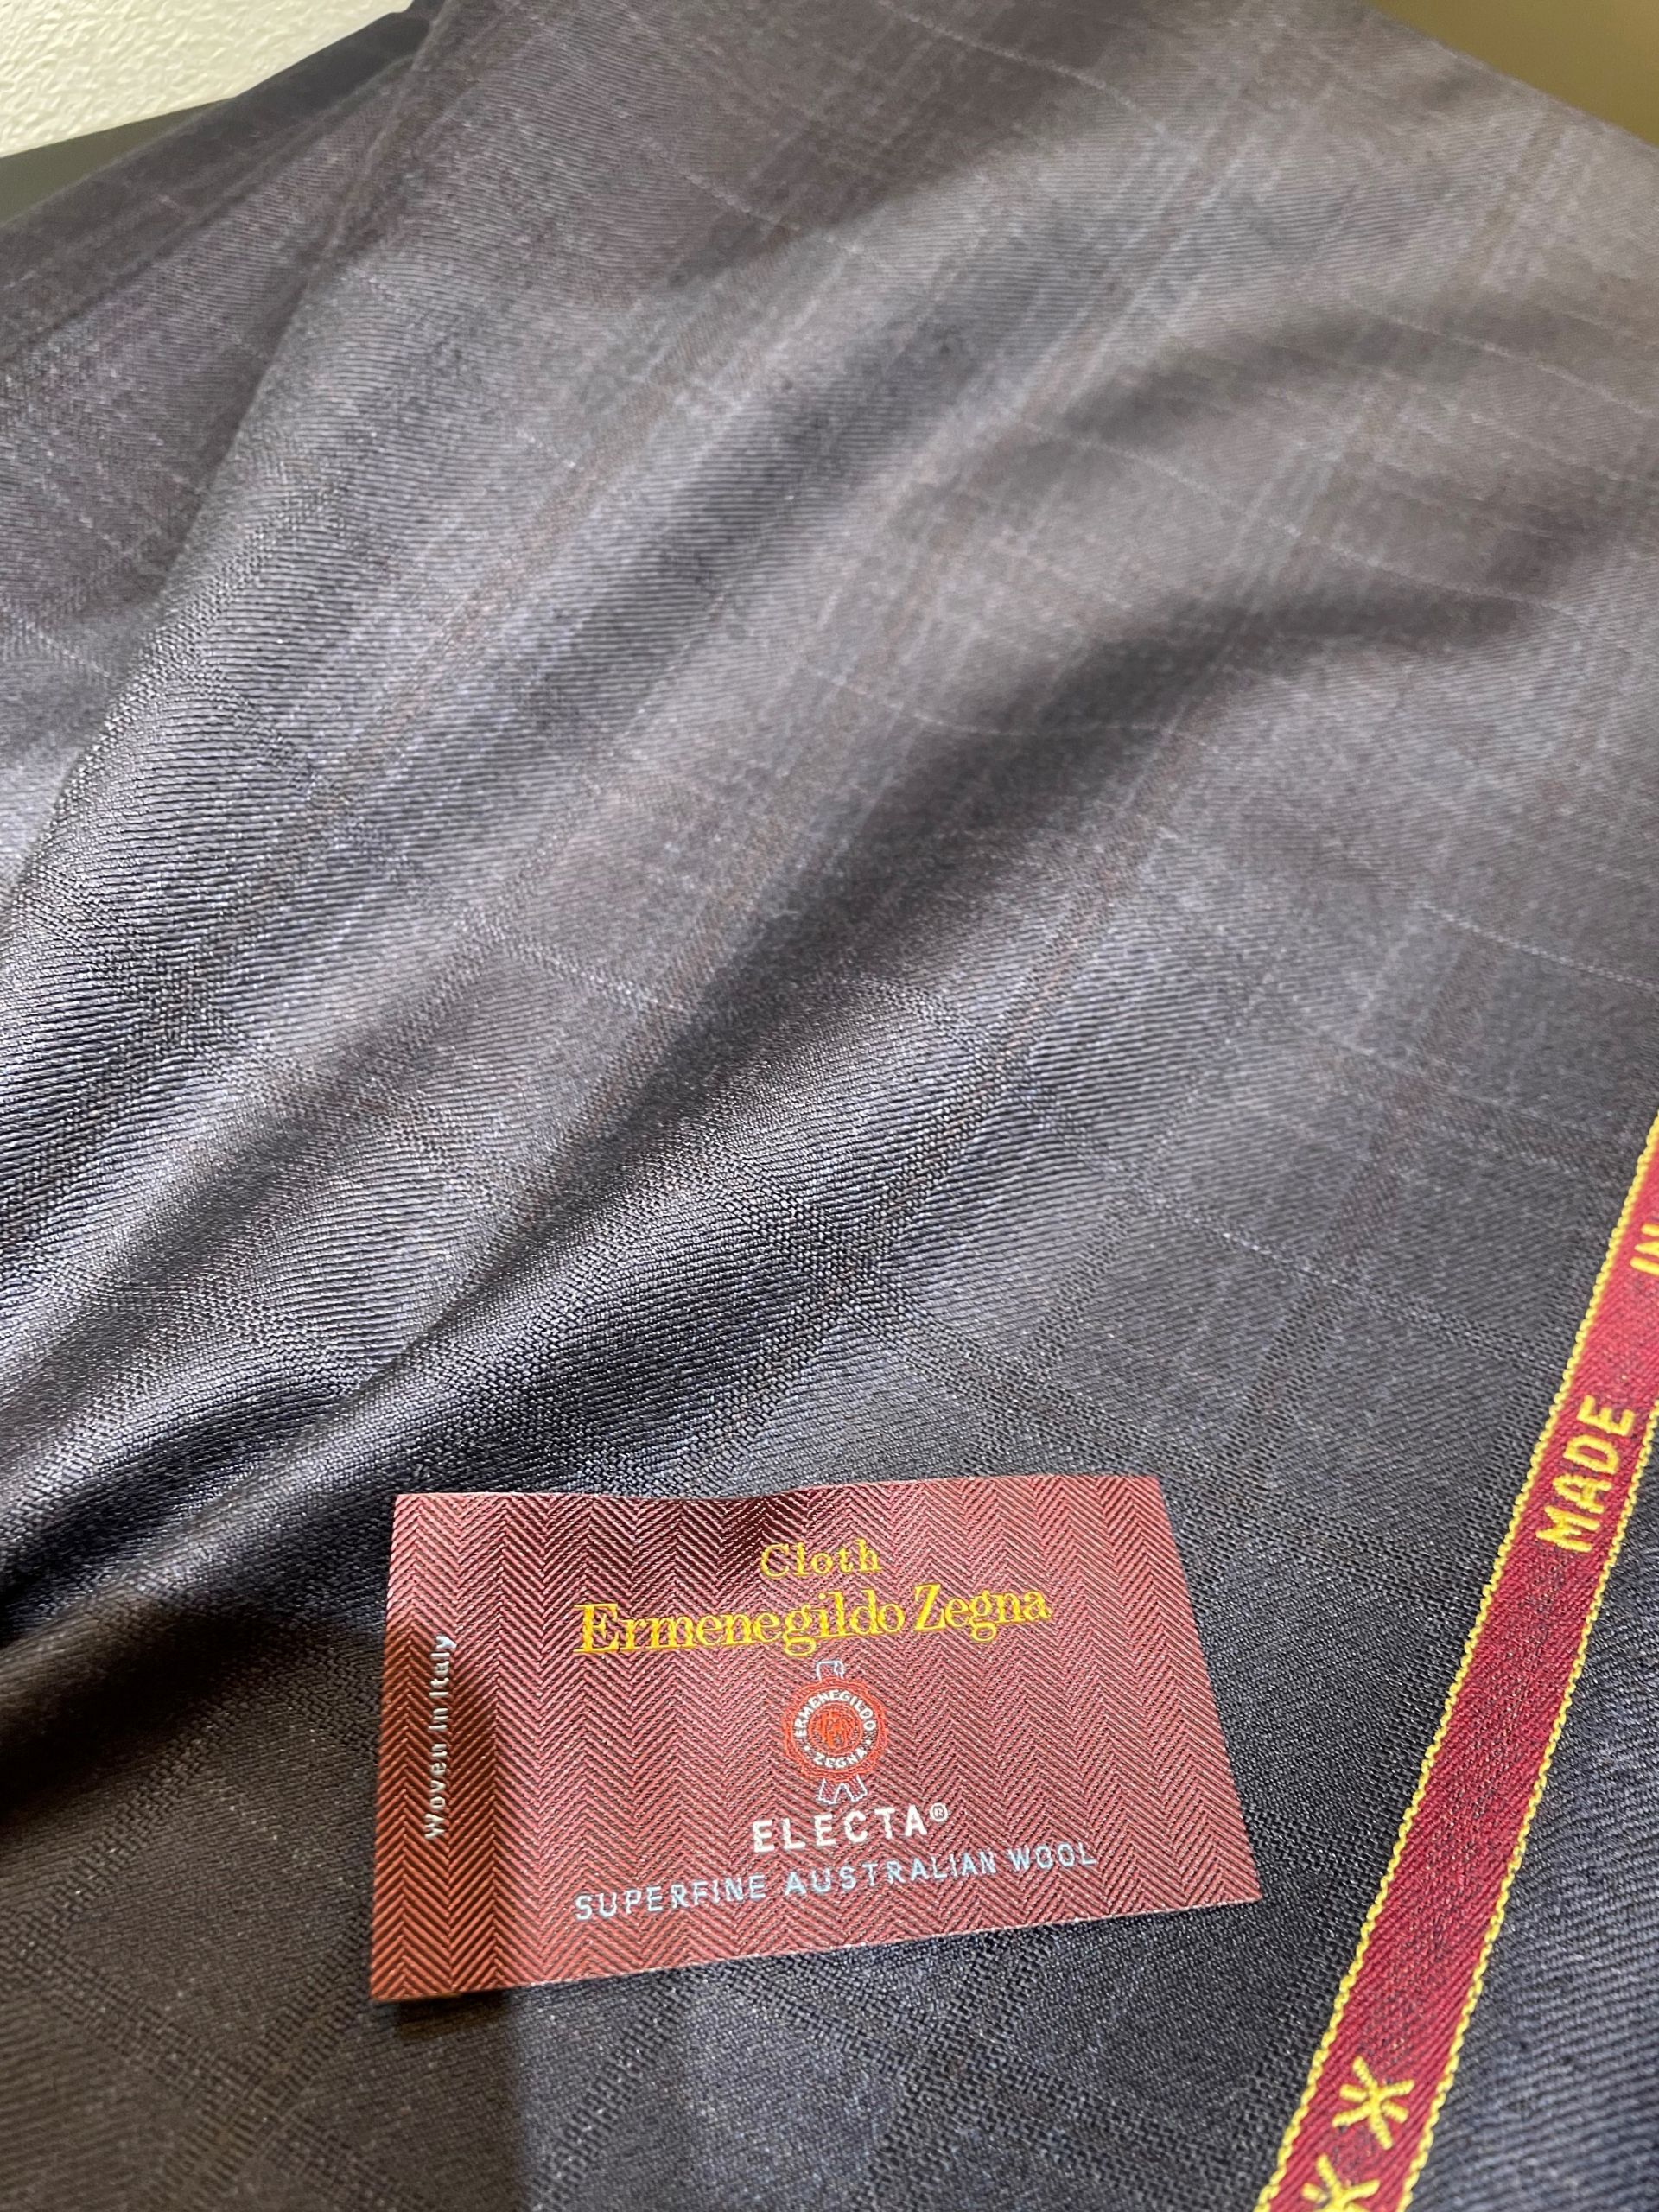 Cloth
Ermenegildo Zegna
ERMENEGILDO
ZEGNA
ELECTA®
SUPERFINE AUSTRALIAN WOOL
Woven in Italy
MADE IN